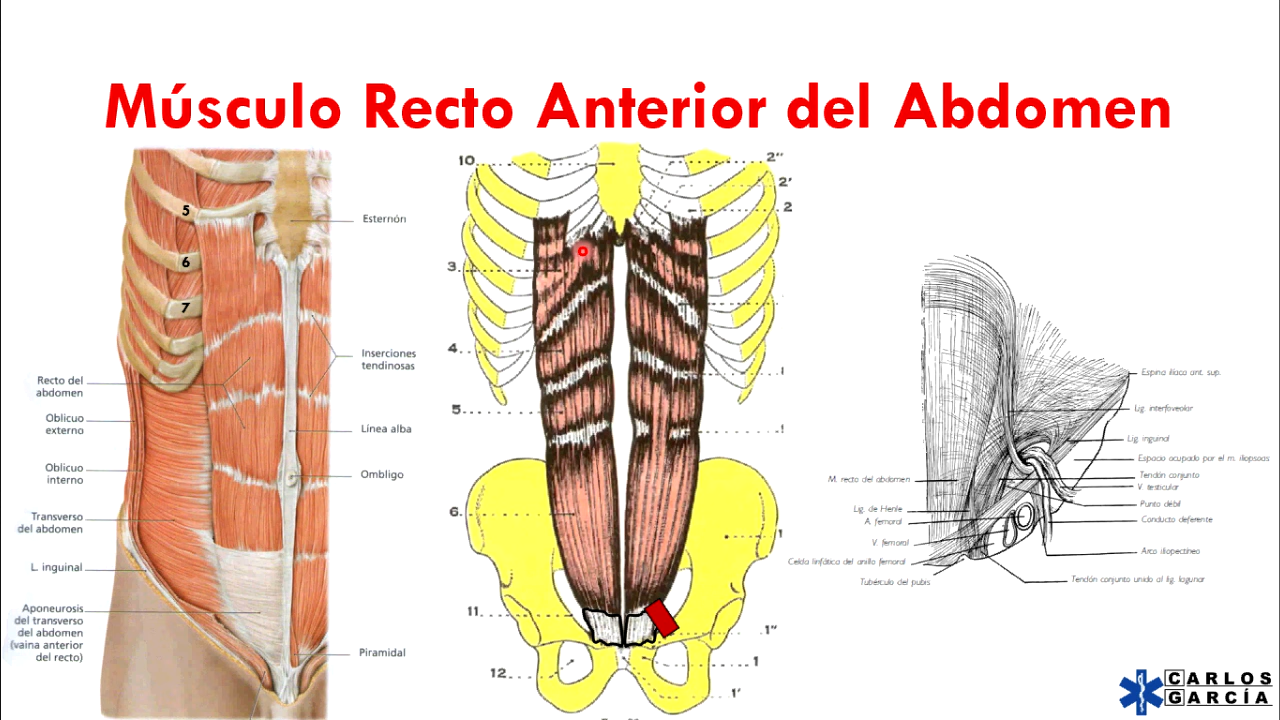 Músculo Recto Anterior del Abdomen
5
6
7
Esternón
Inserciones
tendinosas
Recto del
abdomen
Oblicuo
externo
Línea alba
Oblicuo
interno
Ombligo
Transverso
del abdomen
L. inguinal
Aponeurosis
del transverso
del abdomen
(vaina anterior
del recto)
Piramidal
10
2''
2'
2
3
4
5
6
11
1''
12
1
1'
Espina iliaca ant. sup.
Lig. interfoveolar
Lig. inguinal
Espacio ocupado por el m. iliopsoas
Tendón conjunto
V. testicular
Punto débil
Conducto deferente
Arco iliopectíneo
Tendón conjunto unido al lig. lagunar
M. recto del abdomen
Lig. de Henle
A. femoral
V. femoral
Celda linfática del anillo femoral
Tubérculo del pubis
CARLOS
GARCÍA